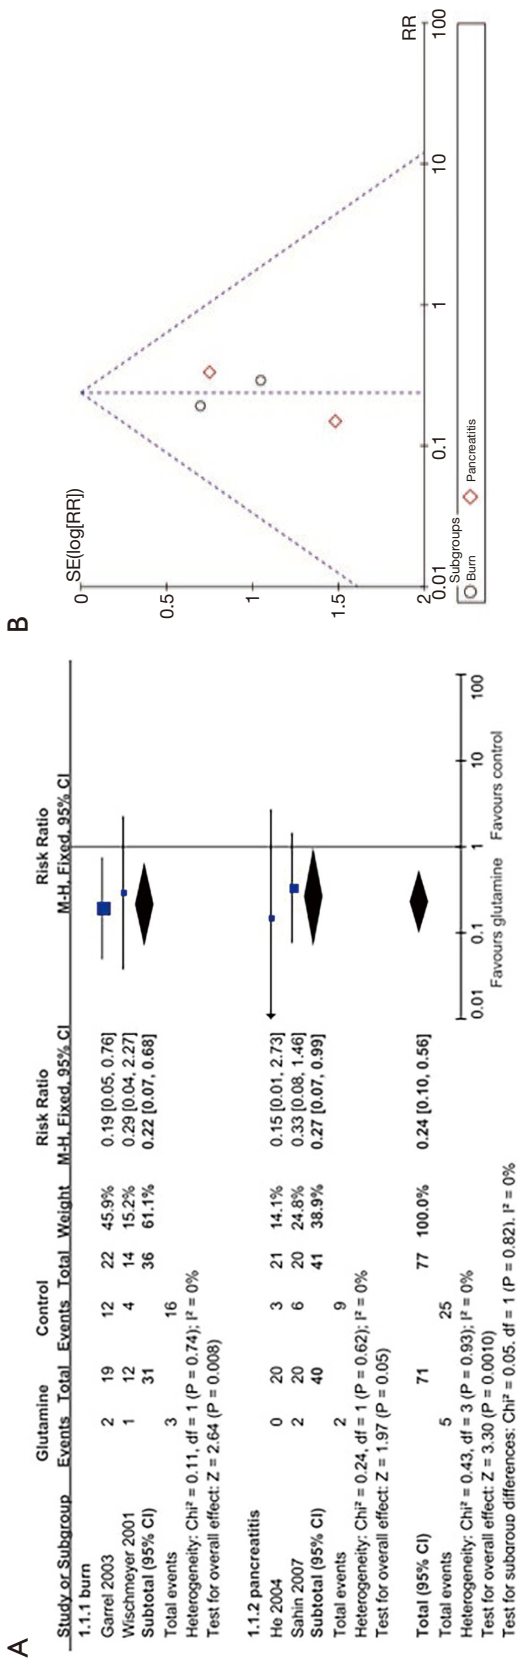 A
Glutamine Control Risk Ratio Risk Ratio
Study or Subgroup Events Total Events Total Weight M-H, Fixed, 95% CI M-H, Fixed, 95% CI
1.1.1 burn
Garrel 2003 2 19 12 22 45.9% 0.19 [0.05, 0.76]
Wischmeyer 2001 1 12 4 14 15.2% 0.29 [0.04, 2.27]
Subtotal (95% CI) 31 36 61.1% 0.22 [0.07, 0.68]
Total events 3 16
Heterogeneity: Chi² = 0.11, df = 1 (P = 0.74); I² = 0%
Test for overall effect: Z = 2.64 (P = 0.008)
1.1.2 pancreatitis
He 2004 0 20 3 21 14.1% 0.15 [0.01, 2.73]
Sahin 2007 2 20 6 20 24.8% 0.33 [0.08, 1.46]
Subtotal (95% CI) 40 41 38.9% 0.27 [0.07, 0.99]
Total events 2 9
Heterogeneity: Chi² = 0.24, df = 1 (P = 0.62); I² = 0%
Test for overall effect: Z = 1.97 (P = 0.05)
Total (95% CI) 71 77 100.0% 0.24 [0.10, 0.56]
Total events 5 25
Heterogeneity: Chi² = 0.43, df = 3 (P = 0.93); I² = 0%
Test for overall effect: Z = 3.30 (P = 0.0010)
Test for subgroup differences: Chi² = 0.05, df = 1 (P = 0.82), I² = 0%
0.01 0.1 1 10 100
Favours glutamine Favours control
B
SE(log[RR])
0
0.5
1
1.5
2
0.01 0.1 1 10 100
RR
Subgroups
Burn Pancreatitis